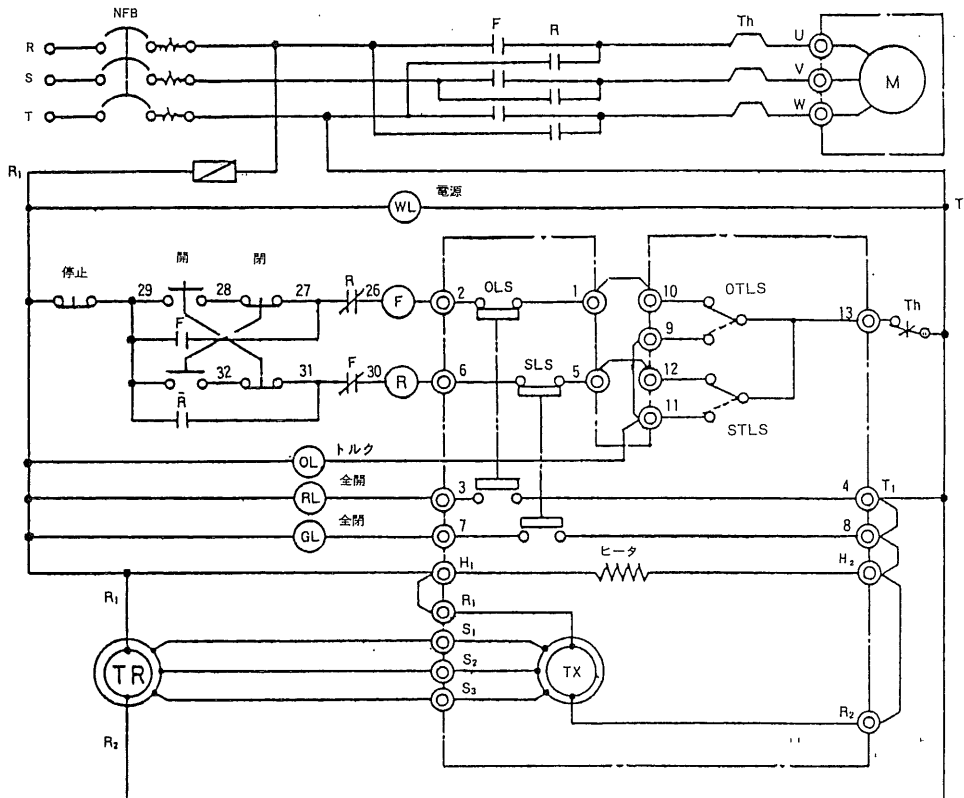 NFB
R
S
T
F
R
Th
U
V
W
M
R₁
WL
電源
T
停止
29
開
28
閉
27
R
26
F
2
OLS
1
10
OTLS
9
13
Th
F
32
31
F
30
R
6
SLS
5
12
11
STLS
R
OL
トルク
RL
全開
3
4
T₁
GL
全閉
7
8
H₁
ヒータ
H₂
R₁
R₁
S₁
S₂
S₃
TR
TX
R₂
R₂